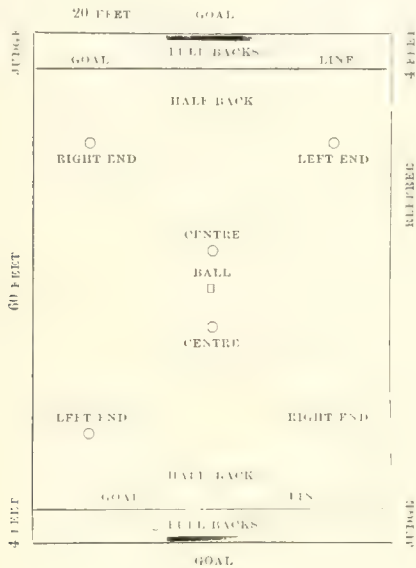 20 FEET GOAL
JUDGE
FULL BACKS
4 FEET
GOAL LINE
HALF BACK
RIGHT END LEFT END
REFEREE
CENTRE
BALL
60 FEET
CENTRE
LEFT END RIGHT END
HALF BACK
GOAL LIN
4 FEET
FULL BACKS
JUDGE
GOAL